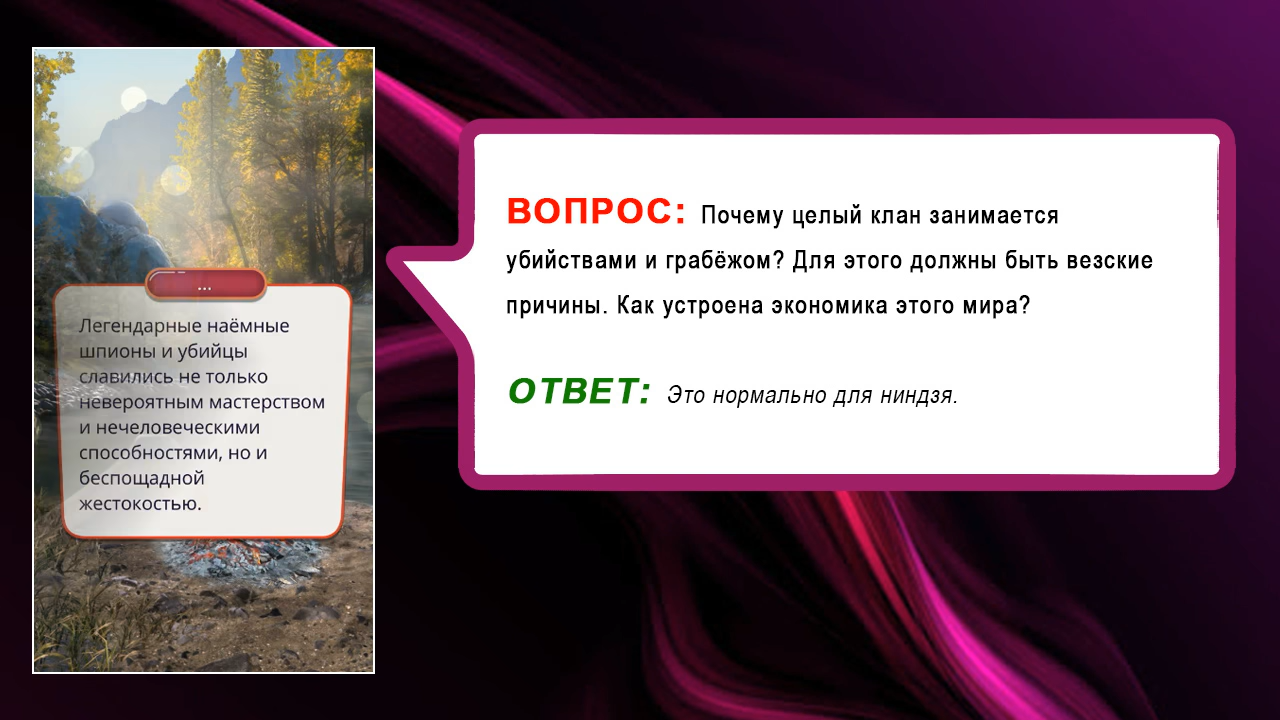 ...
Легендарные наёмные
шпионы и убийцы
славились не только
невероятным мастерством
и нечеловеческими
способностями, но и
беспощадной
жестокостью.
ВОПРОС: Почему целый клан занимается
убийствами и грабёжом? Для этого должны быть везские
причины. Как устроена экономика этого мира?
ОТВЕТ: Это нормально для ниндзя.